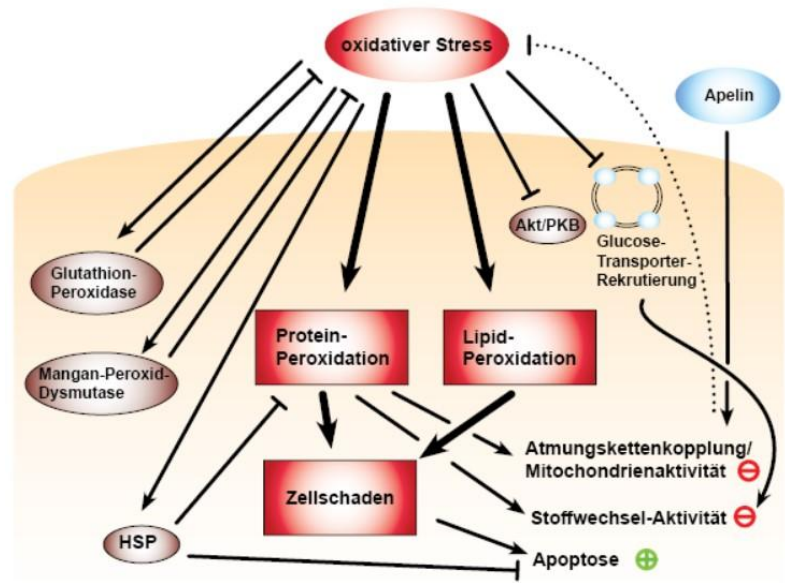 oxidativer Stress
Apelin
Akt/PKB
Glucose-
Transporter-
Rekrutierung
Glutathion-
Peroxidase
Protein-
Peroxidation
Lipid-
Peroxidation
Mangan-Peroxid-
Dysmutase
Atmungskettenkopplung/
Mitochondrienaktivität
Zellschaden
Stoffwechsel-Aktivität
HSP
Apoptose